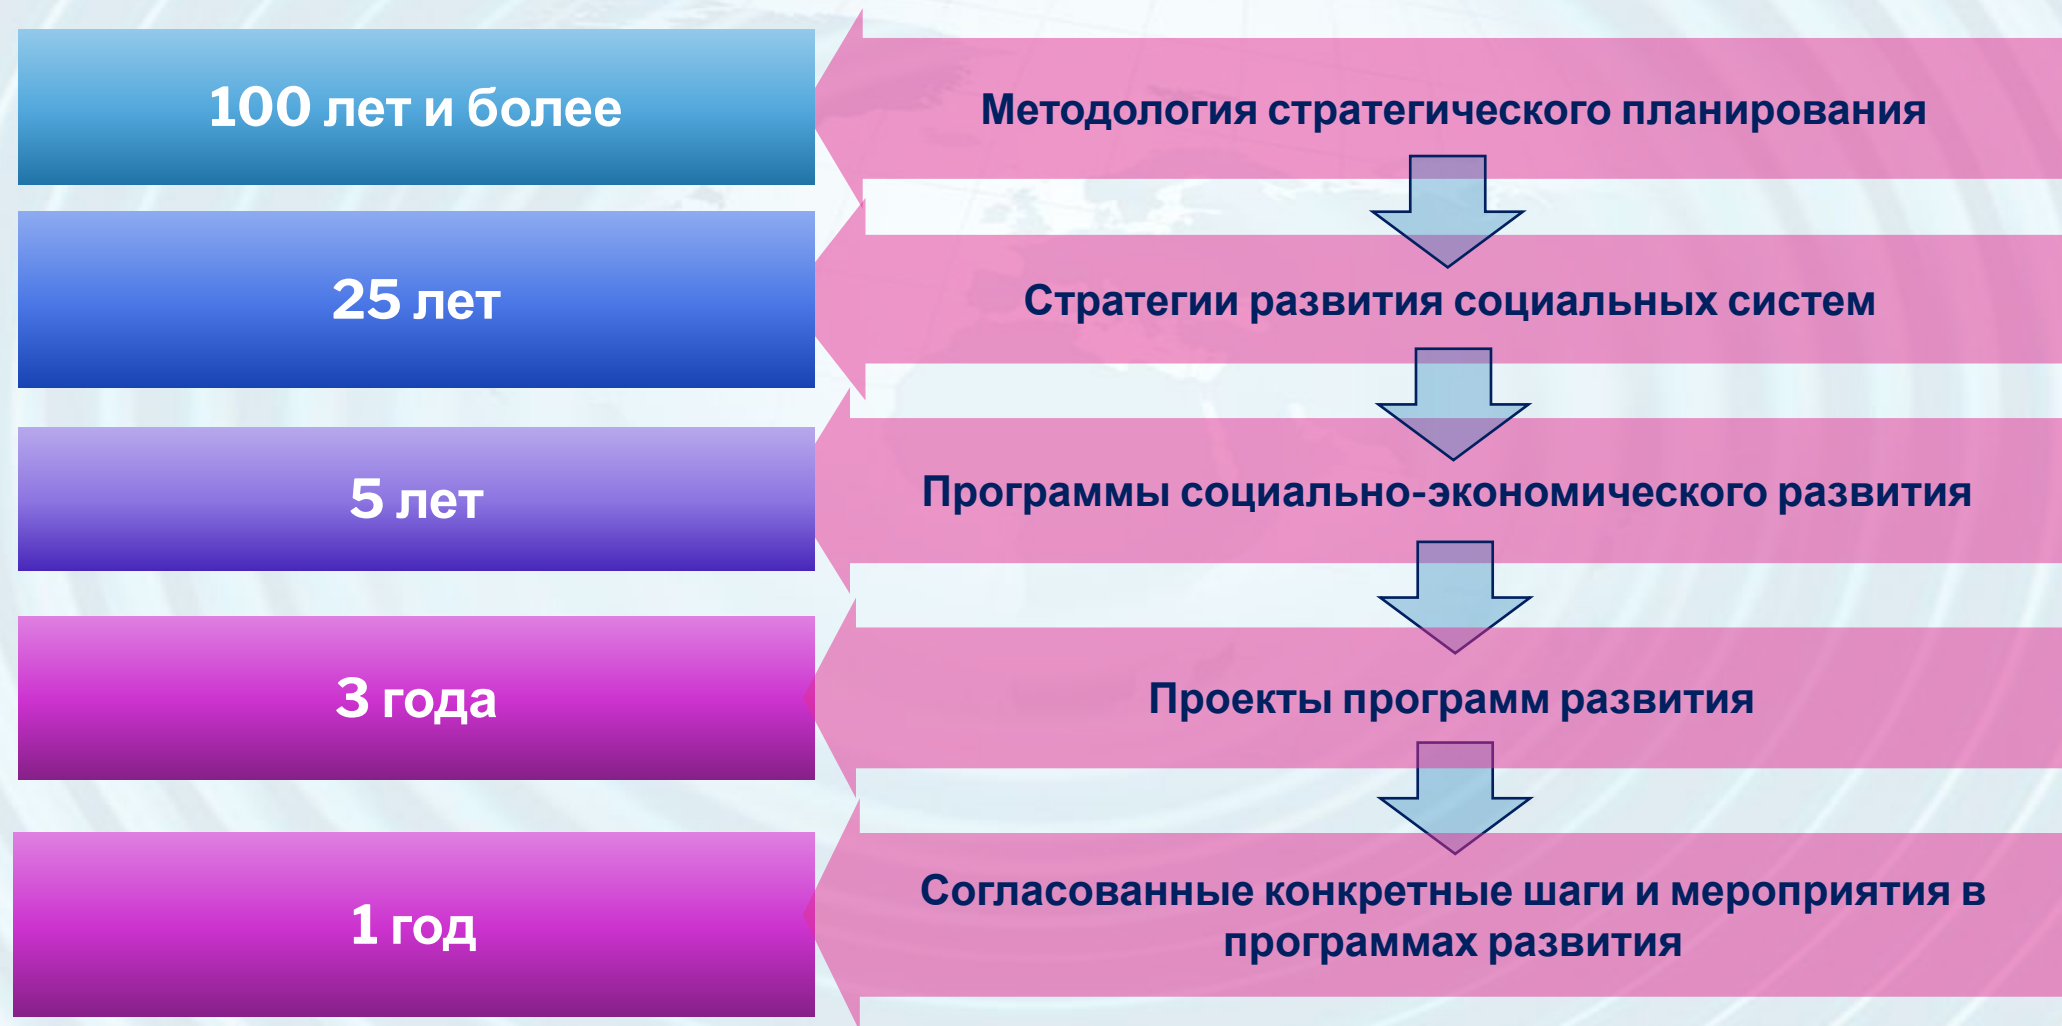 100 лет и более
Методология стратегического планирования
25 лет
Стратегии развития социальных систем
5 лет
Программы социально-экономического развития
3 года
Проекты программ развития
1 год
Согласованные конкретные шаги и мероприятия в
программах развития